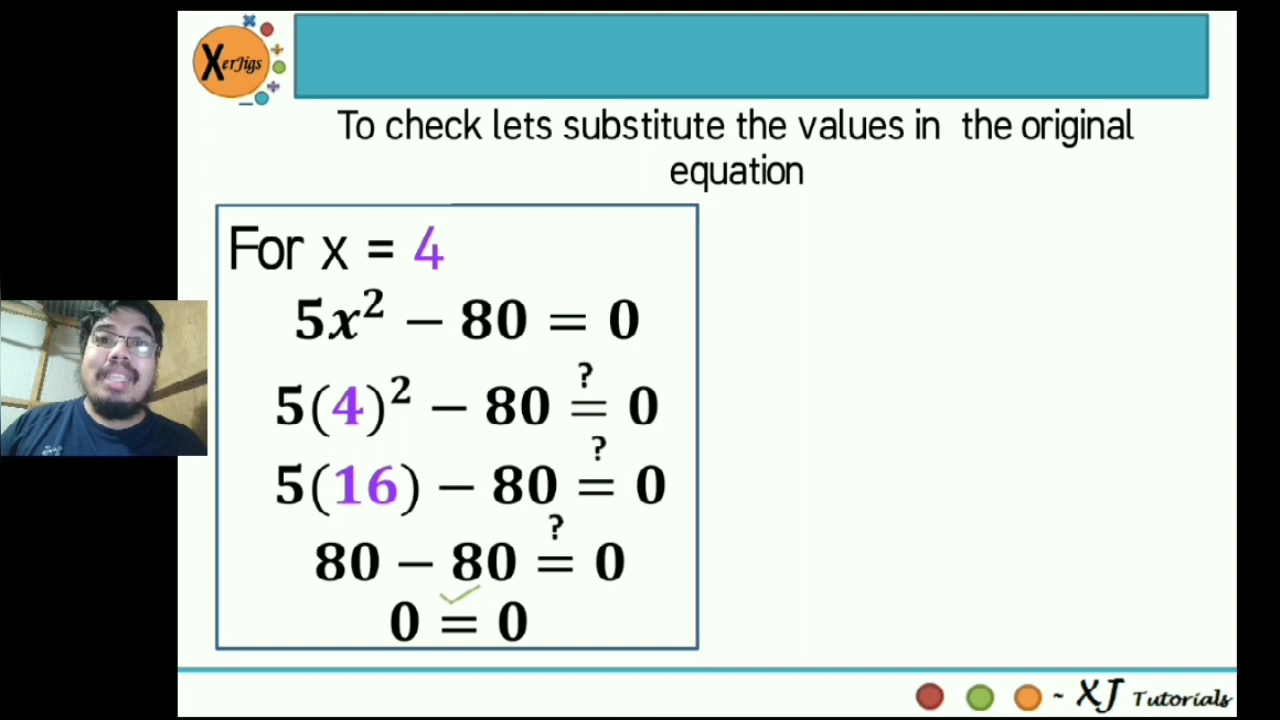 XerJigs
To check lets substitute the values in the original
equation
For x = 4
5x² − 80 = 0
?
5(4)² − 80 = 0
?
5(16) − 80 = 0
?
80 − 80 = 0
0 = 0
~ XJ Tutorials